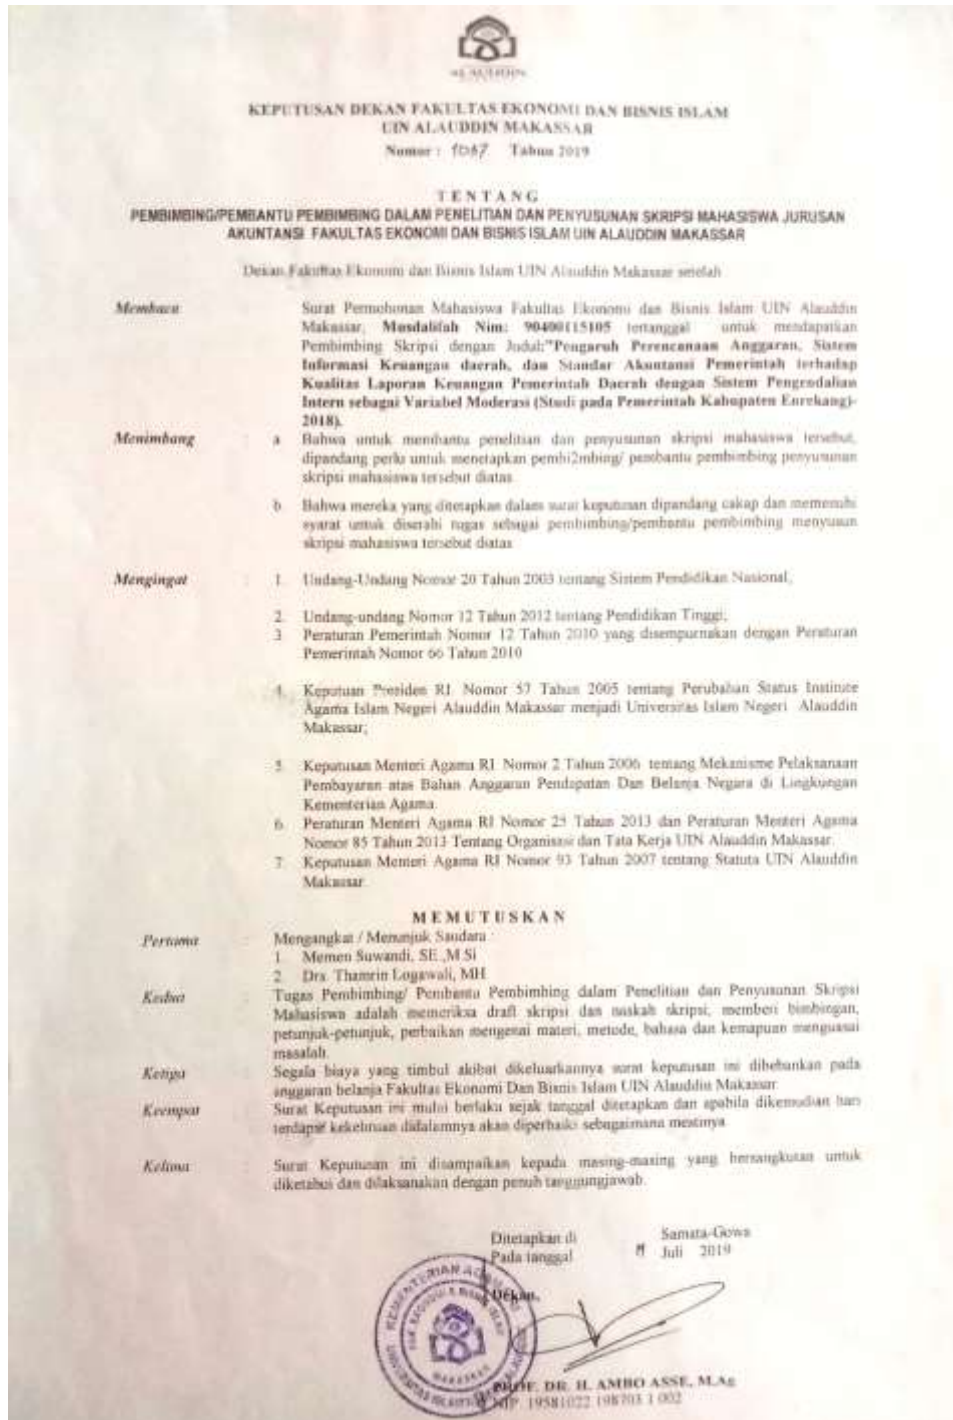 ALAUDDIN
KEPUTUSAN DEKAN FAKULTAS EKONOMI DAN BISNIS ISLAM
UIN ALAUDDIN MAKASSAR
Nomor : Tahun 2019
T E N T A N G
PEMBIMBING/PEMBANTU PEMBIMBING DALAM PENELITIAN DAN PENYUSUNAN SKRIPSI MAHASISWA JURUSAN
AKUNTANSI FAKULTAS EKONOMI DAN BISNIS ISLAM UIN ALAUDDIN MAKASSAR
Dekan Fakultas Ekonomi dan Bisnis Islam UIN Alauddin Makassar setelah
Membaca : Surat Permohonan Mahasiswa Fakultas Ekonomi dan Bisnis Islam UIN Alauddin
Makassar, Musdalifah Nim: 90400115105 tertanggal untuk mendapatkan
Pembimbing Skripsi dengan Judul:"Pengaruh Perencanaan Anggaran, Sistem
Informasi Keuangan daerah, dan Standar Akuntansi Pemerintah terhadap
Kualitas Laporan Keuangan Pemerintah Daerah dengan Sistem Pengendalian
Intern sebagai Variabel Moderasi (Studi pada Pemerintah Kabupaten Enrekang)-
2018).
Menimbang : a Bahwa untuk membantu penelitian dan penyusunan skripsi mahasiswa tersebut,
dipandang perlu untuk menetapkan pembi2mbing/ pembantu pembimbing penyusunan
skripsi mahasiswa tersebut diatas
b Bahwa mereka yang ditetapkan dalam surat keputusan dipandang cakap dan memenuhi
syarat untuk diserahi tugas sebagai pembimbing/pembantu pembimbing menyusun
skripsi mahasiswa tersebut diatas
Mengingat : 1. Undang-Undang Nomor 20 Tahun 2003 tentang Sistem Pendidikan Nasional;
2. Undang-undang Nomor 12 Tahun 2012 tentang Pendidikan Tinggi;
3 Peraturan Pemerintah Nomor 12 Tahun 2010 yang disempurnakan dengan Peraturan
Pemerintah Nomor 66 Tahun 2010
4. Keputuan Presiden RI Nomor 57 Tahun 2005 tentang Perubahan Status Institute
Agama Islam Negeri Alauddin Makassar menjadi Universitas Islam Negeri Alauddin
Makassar;
5. Keputusan Menteri Agama RI Nomor 2 Tahun 2006 tentang Mekanisme Pelaksanaan
Pembayaran atas Bahan Anggaran Pendapatan Dan Belanja Negara di Lingkungan
Kementerian Agama.
6. Peraturan Menteri Agama RI Nomor 25 Tahun 2013 dan Peraturan Menteri Agama
Nomor 85 Tahun 2013 Tentang Organisasi dan Tata Kerja UIN Alauddin Makassar.
7. Keputusan Menteri Agama RI Nomor 93 Tahun 2007 tentang Statuta UIN Alauddin
Makassar.
M E M U T U S K A N
Pertama : Mengangkat / Menunjuk Saudara :
1. Memen Suwandi, SE.,M.Si
2. Drs. Thamrin Logawali, MH
Kedua : Tugas Pembimbing/ Pembantu Pembimbing dalam Penelitian dan Penyusunan Skripsi
Mahasiswa adalah memeriksa draft skripsi dan naskah skripsi, memberi bimbingan,
petunjuk-petunjuk, perbaikan mengenai materi, metode, bahasa dan kemapuan menguasai
masalah.
Ketiga : Segala biaya yang timbul akibat dikeluarkannya surat keputusan ini dibebankan pada
anggaran belanja Fakultas Ekonomi Dan Bisnis Islam UIN Alauddin Makassar
Keempat : Surat Keputusan ini mulai berlaku sejak tanggal ditetapkan dan apabila dikemudian hari
terdapat kekeliruan didalamnya akan diperbaiki sebagaimana mestinya
Kelima : Surat Keputusan ini disampaikan kepada masing-masing yang bersangkutan untuk
diketahui dan dilaksanakan dengan penuh tanggungjawab.
Ditetapkan di Samata-Gowa
Pada tanggal Juli 2019
Dekan,
PROF. DR. H. AMBO ASSE, M.Ag
NIP. 19581022 198703 1 002